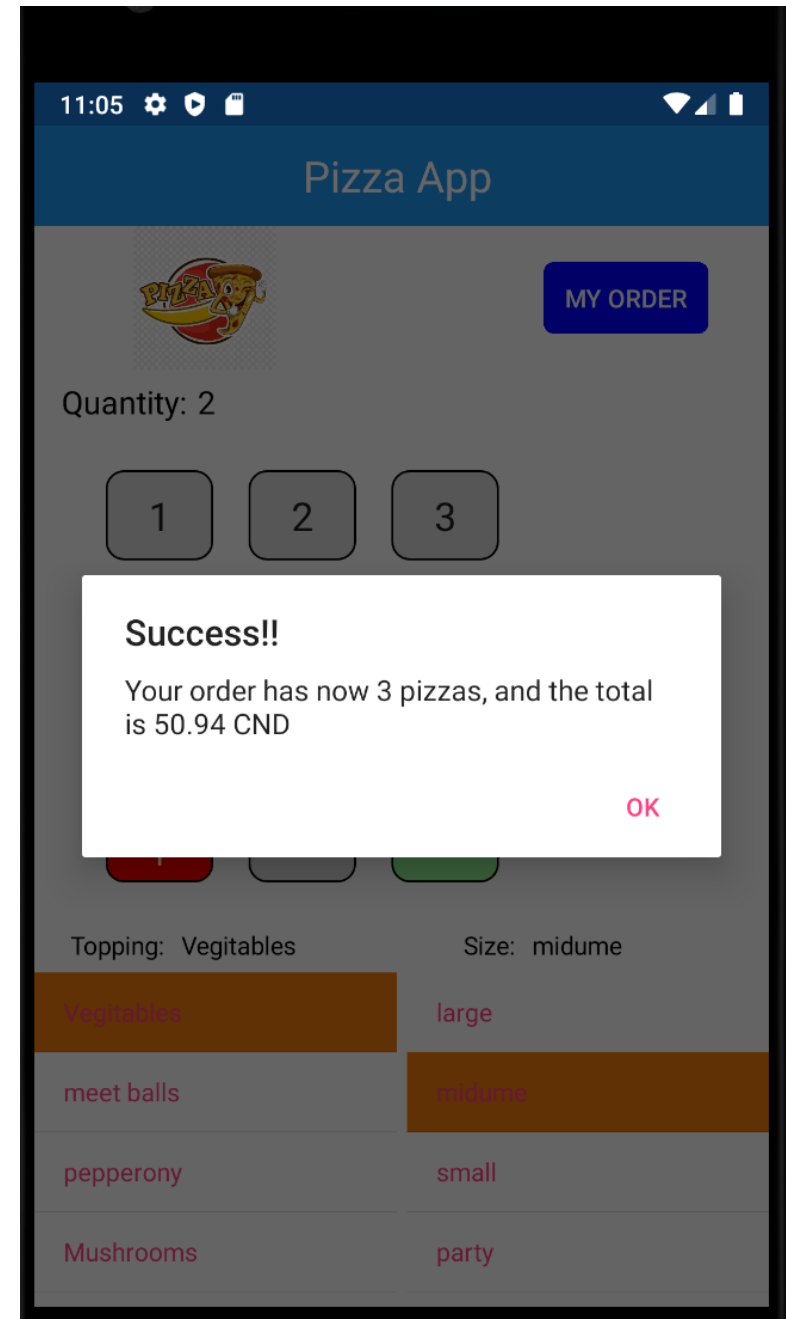 11:05
Pizza App
PIZZA
MY ORDER
Quantity: 2
1 2 3
Success!!
Your order has now 3 pizzas, and the total
is 50.94 CND
OK
Topping: Vegitables Size: midume
Vegitables large
meet balls midume
pepperony small
Mushrooms party